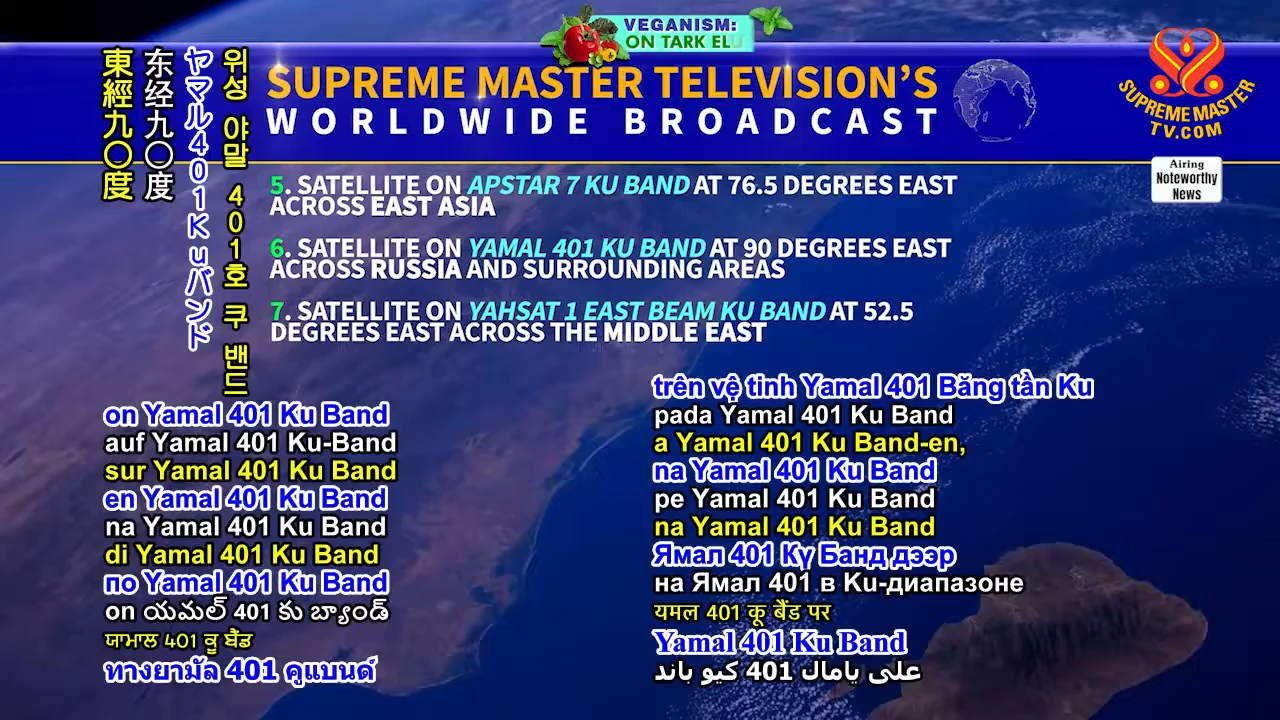 VEGANISM:
ON TARK EL
SUPREME MASTER TELEVISION'S
WORLDWIDE BROADCAST
SUPREME MASTER
TV.COM
Airing
Noteworthy
News
東經九〇度
东经九〇度
ヤマル401Kuバンド
위성 야말 401호 쿠 밴드
5. SATELLITE ON APSTAR 7 KU BAND AT 76.5 DEGREES EAST
ACROSS EAST ASIA
6. SATELLITE ON YAMAL 401 KU BAND AT 90 DEGREES EAST
ACROSS RUSSIA AND SURROUNDING AREAS
7. SATELLITE ON YAHSAT 1 EAST BEAM KU BAND AT 52.5
DEGREES EAST ACROSS THE MIDDLE EAST
on Yamal 401 Ku Band
auf Yamal 401 Ku-Band
sur Yamal 401 Ku Band
en Yamal 401 Ku Band
na Yamal 401 Ku Band
di Yamal 401 Ku Band
по Yamal 401 Ku Band
on యమల్ 401 కు బ్యాండ్
ਯਾਮਾਲ 401 ਕੂ ਬੈਂਡ
ทางยามัล 401 คูแบนด์
trên vệ tinh Yamal 401 Băng tần Ku
pada Yamal 401 Ku Band
a Yamal 401 Ku Band-en,
na Yamal 401 Ku Band
pe Yamal 401 Ku Band
na Yamal 401 Ku Band
Ямал 401 Кү Банд дээр
на Ямал 401 в Ku-диапазоне
यमल 401 कू बैंड पर
Yamal 401 Ku Band
على يامال 401 كيو باند